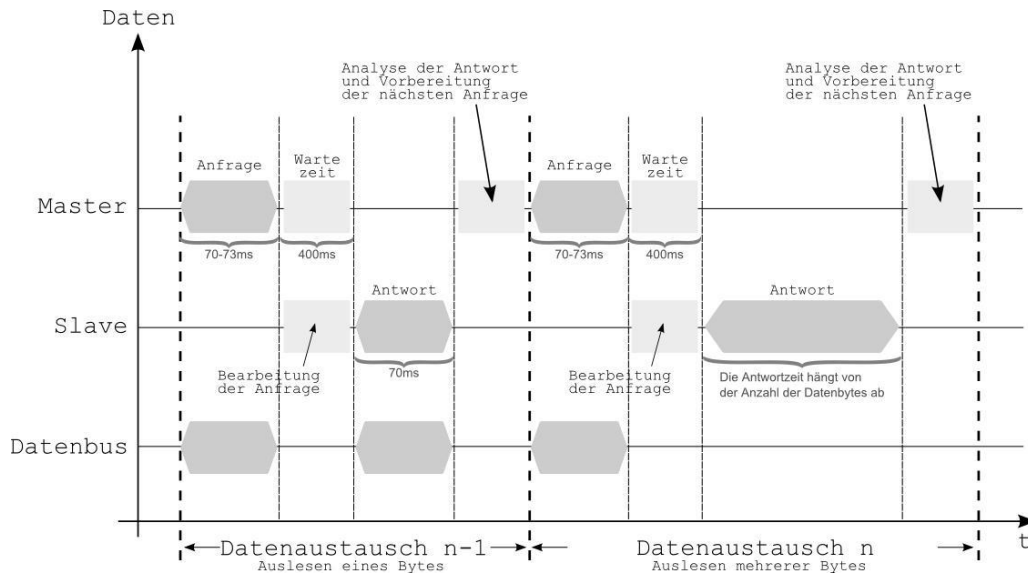 Daten
Analyse der Antwort
und Vorbereitung
der nächsten Anfrage
Analyse der Antwort
und Vorbereitung
der nächsten Anfrage
Anfrage
Warte
zeit
Anfrage
Warte
zeit
Master
70-73ms
400ms
70-73ms
400ms
Antwort
Antwort
Slave
Bearbeitung
der Anfrage
70ms
Bearbeitung
der Anfrage
Die Antwortzeit hängt von
der Anzahl der Datenbytes ab
Datenbus
t
Datenaustausch n-1
Auslesen eines Bytes
Datenaustausch n
Auslesen mehrerer Bytes